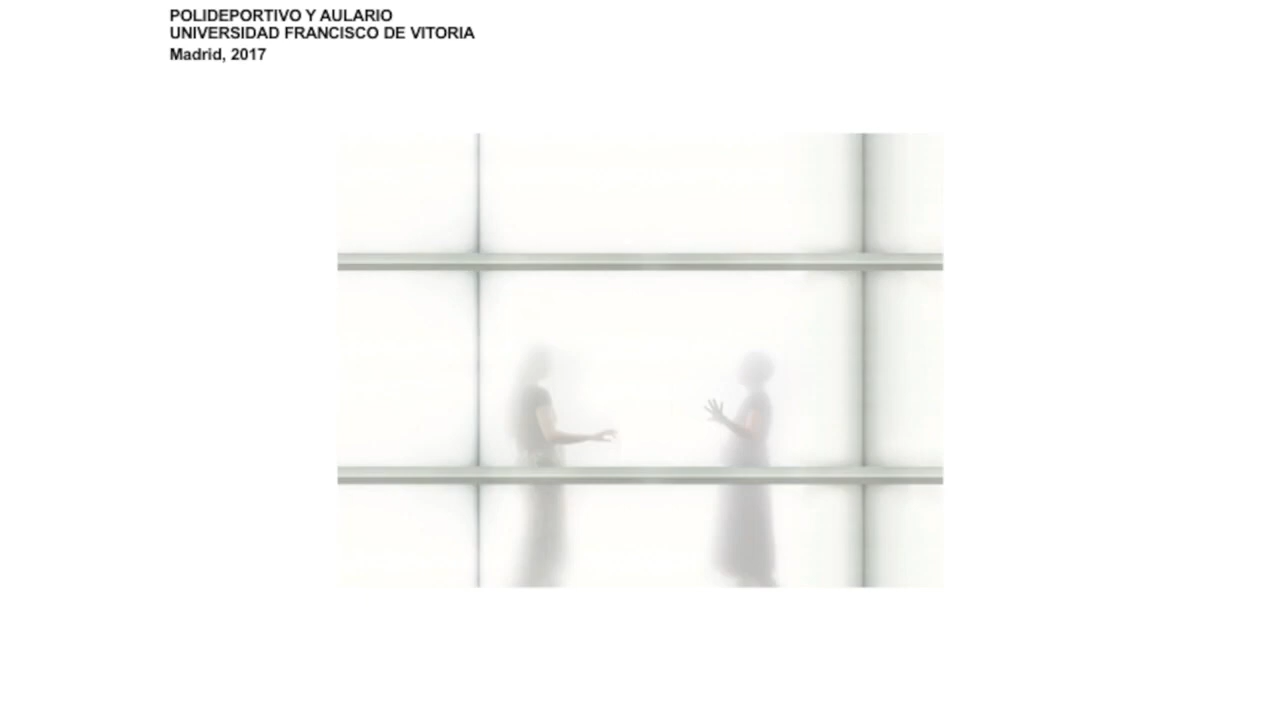 POLIDEPORTIVO Y AULARIO
UNIVERSIDAD FRANCISCO DE VITORIA
Madrid, 2017